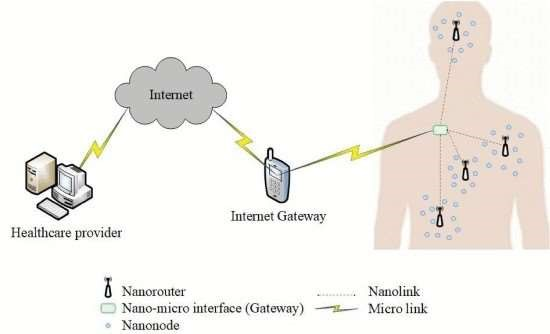 Internet
Healthcare provider
Internet Gateway
Nanorouter
Nano-micro interface (Gateway)
Nanonode
Nanolink
Micro link